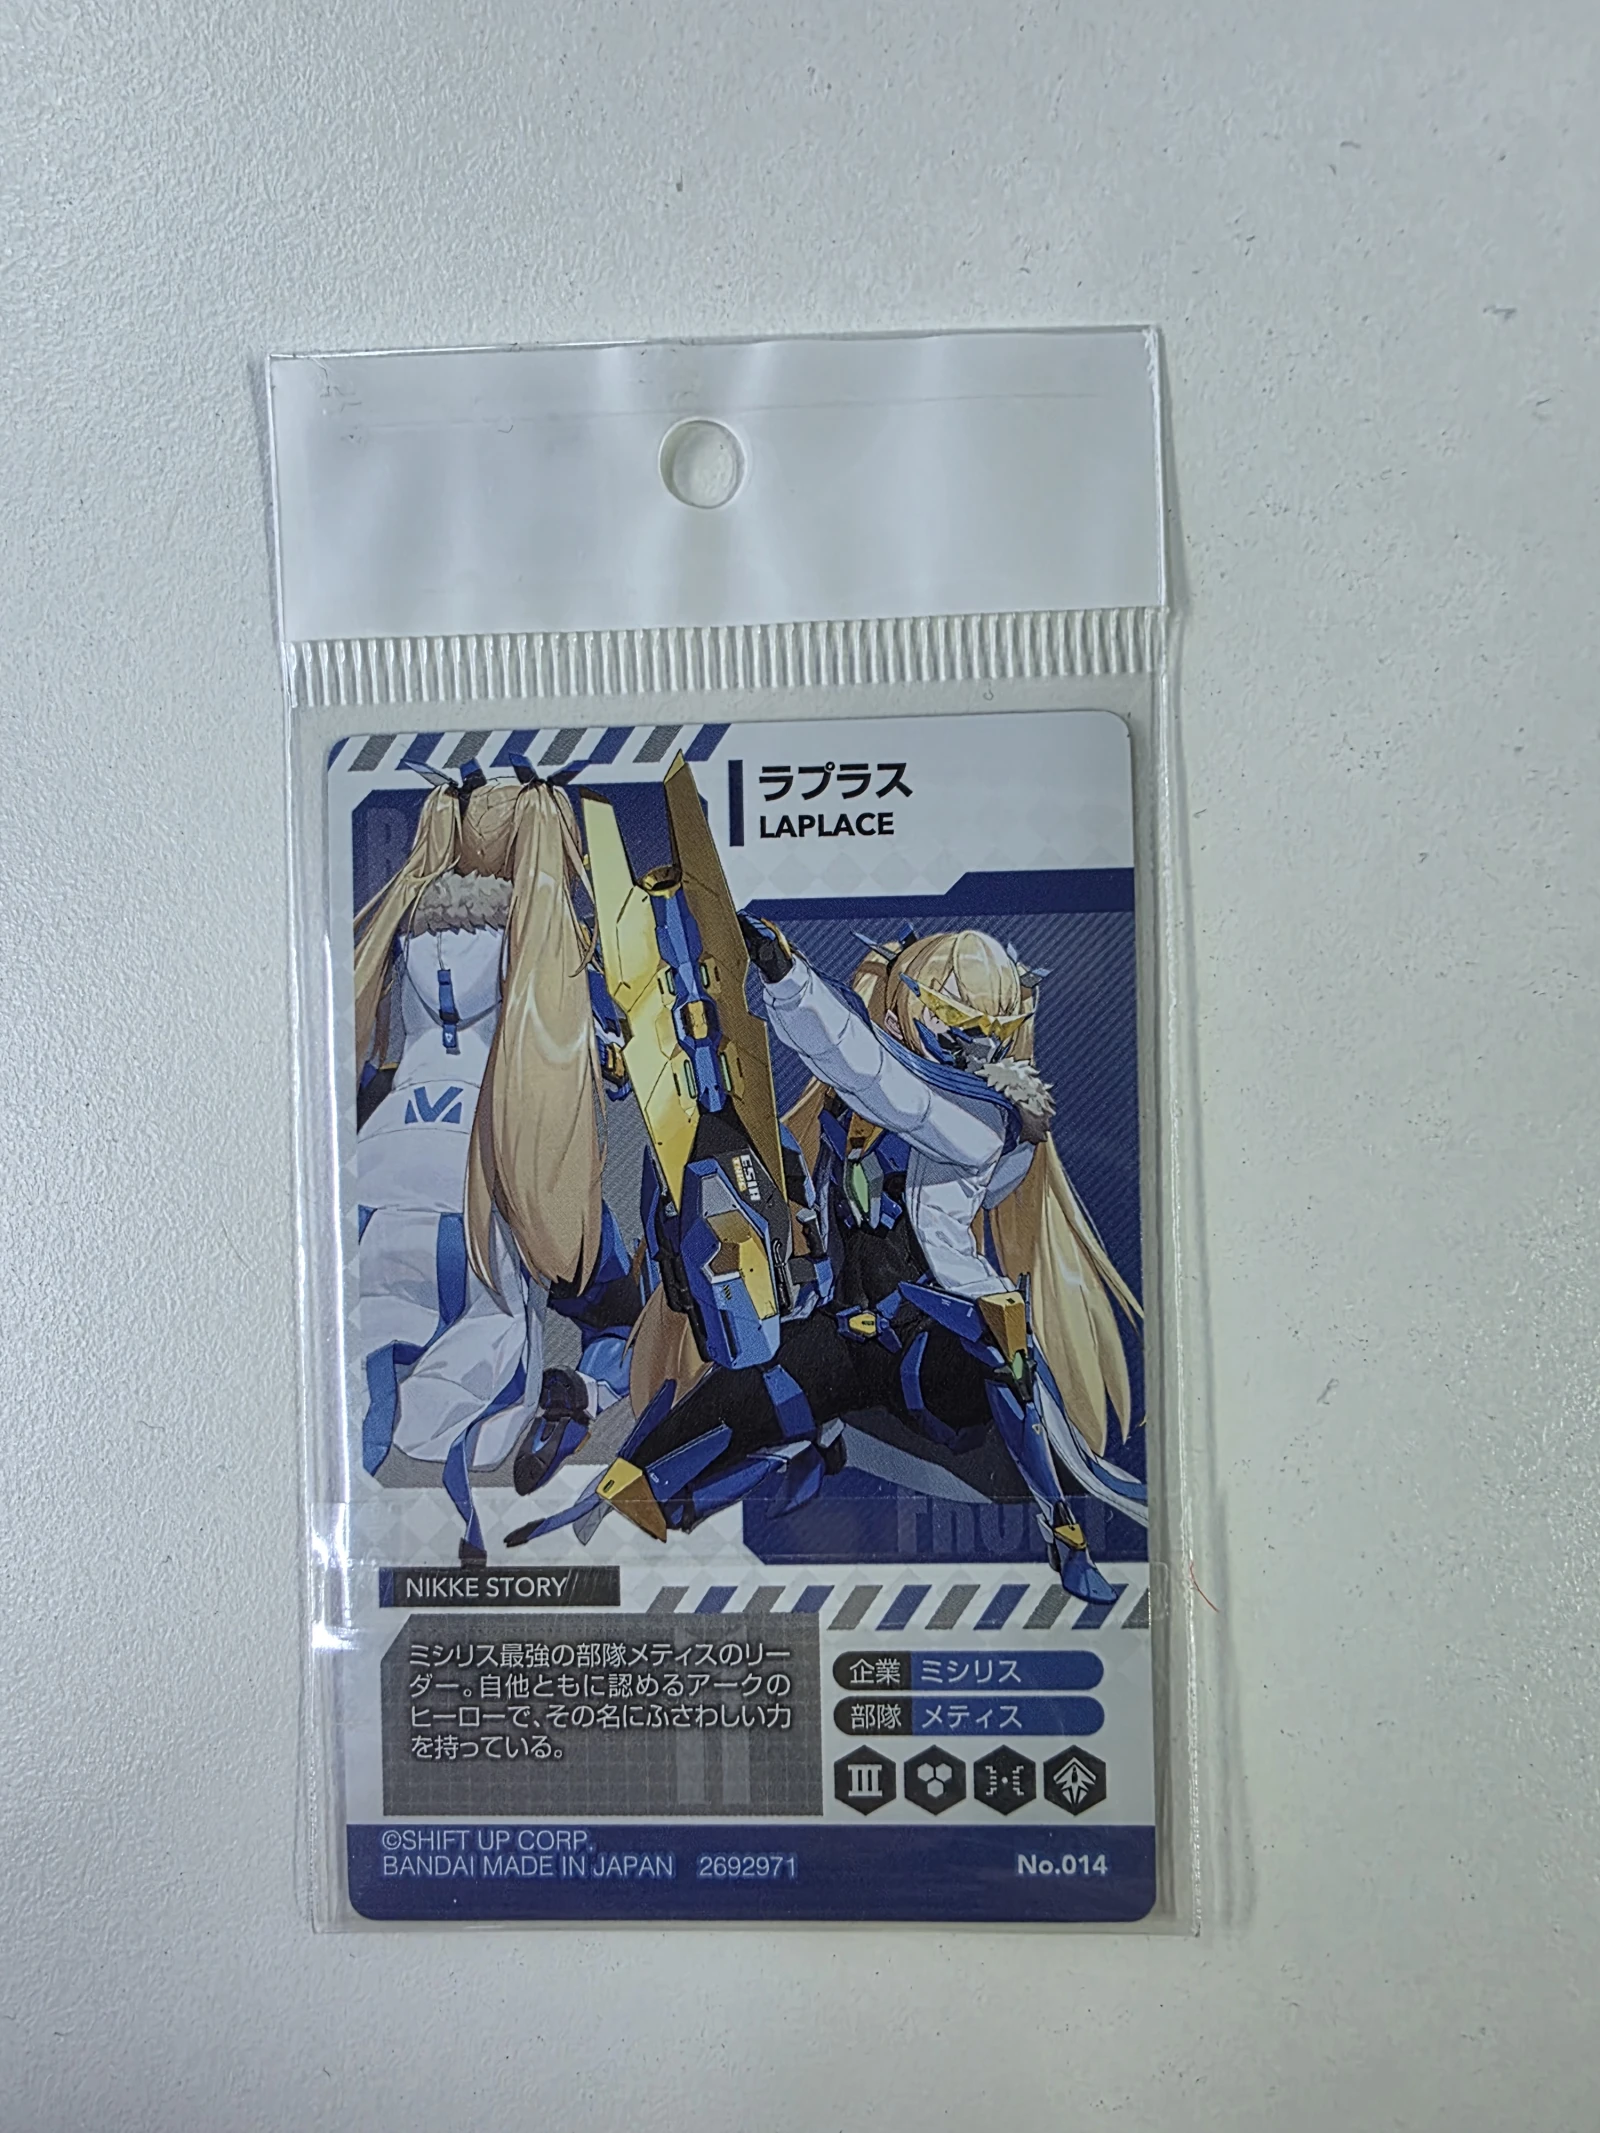 ラプラス
LAPLACE
NIKKE STORY
ミシリス最強の部隊メティスのリー
ダー。自他ともに認めるアークの
ヒーローで、その名にふさわしい力
を持っている。
企業 ミシリス
部隊 メティス
III
©SHIFT UP CORP.
BANDAI MADE IN JAPAN 2692971
No.014